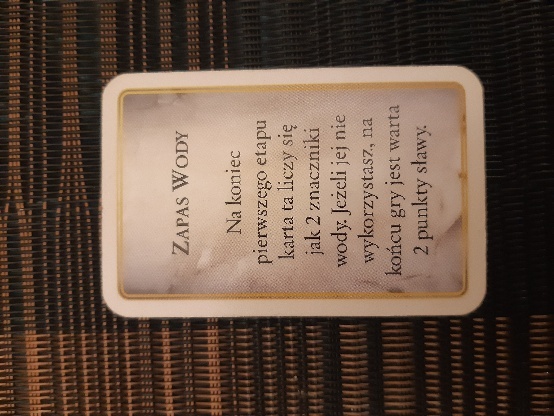 ZAPAS WODY
Na koniec
pierwszego etapu
karta ta liczy się
jak 2 znaczniki
wody. Jeżeli jej nie
wykorzystasz, na
końcu gry jest warta
2 punkty sławy.